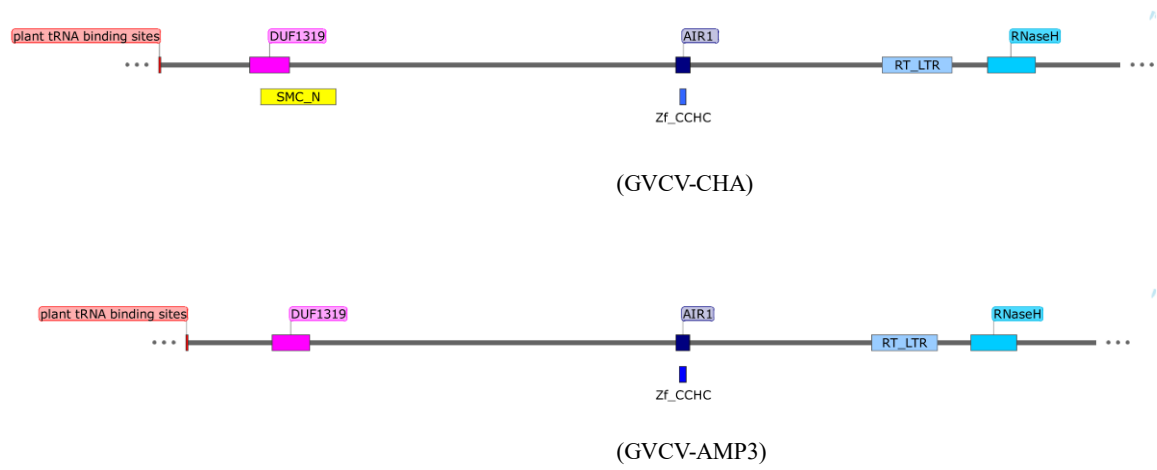 plant tRNA binding sites DUF1319 AIR1 RNaseH
RT_LTR
SMC_N
Zf_CCHC
(GVCV-CHA)
plant tRNA binding sites DUF1319 AIR1 RNaseH
RT_LTR
Zf_CCHC
(GVCV-AMP3)